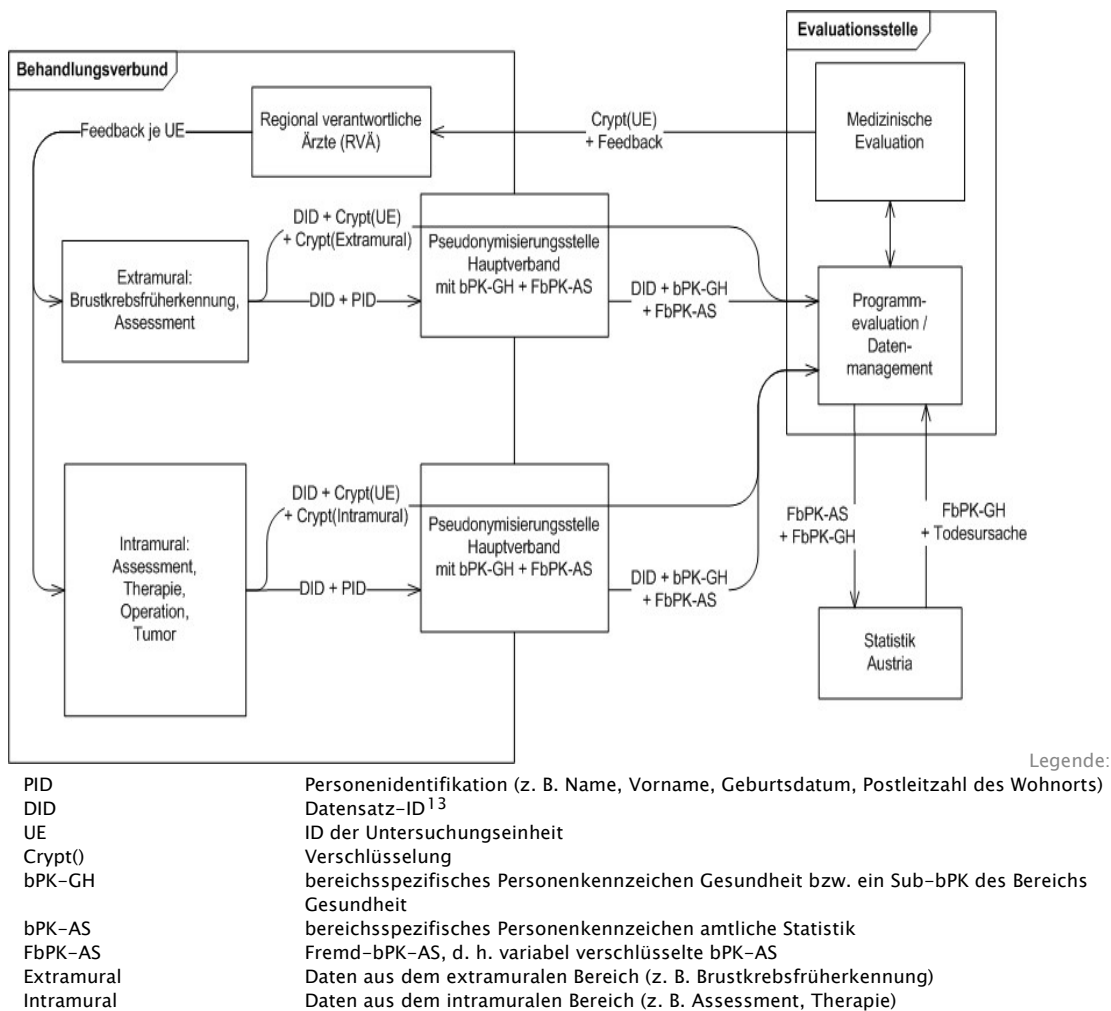 Evaluationsstelle
Behandlungsverbund
Feedback je UE
Regional verantwortliche
Ärzte (RVÄ)
Crypt(UE)
+ Feedback
Medizinische
Evaluation
DID + Crypt(UE)
+ Crypt(Extramural)
Extramural:
Brustkrebsfrüherkennung,
Assessment
DID + PID
Pseudonymisierungsstelle
Hauptverband
mit bPK-GH + FbPK-AS
DID + bPK-GH
+ FbPK-AS
Programm-
evaluation /
Daten-
management
DID + Crypt(UE)
+ Crypt(Intramural)
Intramural:
Assessment,
Therapie,
Operation,
Tumor
DID + PID
Pseudonymisierungsstelle
Hauptverband
mit bPK-GH + FbPK-AS
DID + bPK-GH
+ FbPK-AS
FbPK-AS
+ FbPK-GH
FbPK-GH
+ Todesursache
Statistik
Austria
Legende:
PID Personenidentifikation (z. B. Name, Vorname, Geburtsdatum, Postleitzahl des Wohnorts)
DID Datensatz-ID13
UE ID der Untersuchungseinheit
Crypt() Verschlüsselung
bPK-GH bereichsspezifisches Personenkennzeichen Gesundheit bzw. ein Sub-bPK des Bereichs
Gesundheit
bPK-AS bereichsspezifisches Personenkennzeichen amtliche Statistik
FbPK-AS Fremd-bPK-AS, d. h. variabel verschlüsselte bPK-AS
Extramural Daten aus dem extramuralen Bereich (z. B. Brustkrebsfrüherkennung)
Intramural Daten aus dem intramuralen Bereich (z. B. Assessment, Therapie)